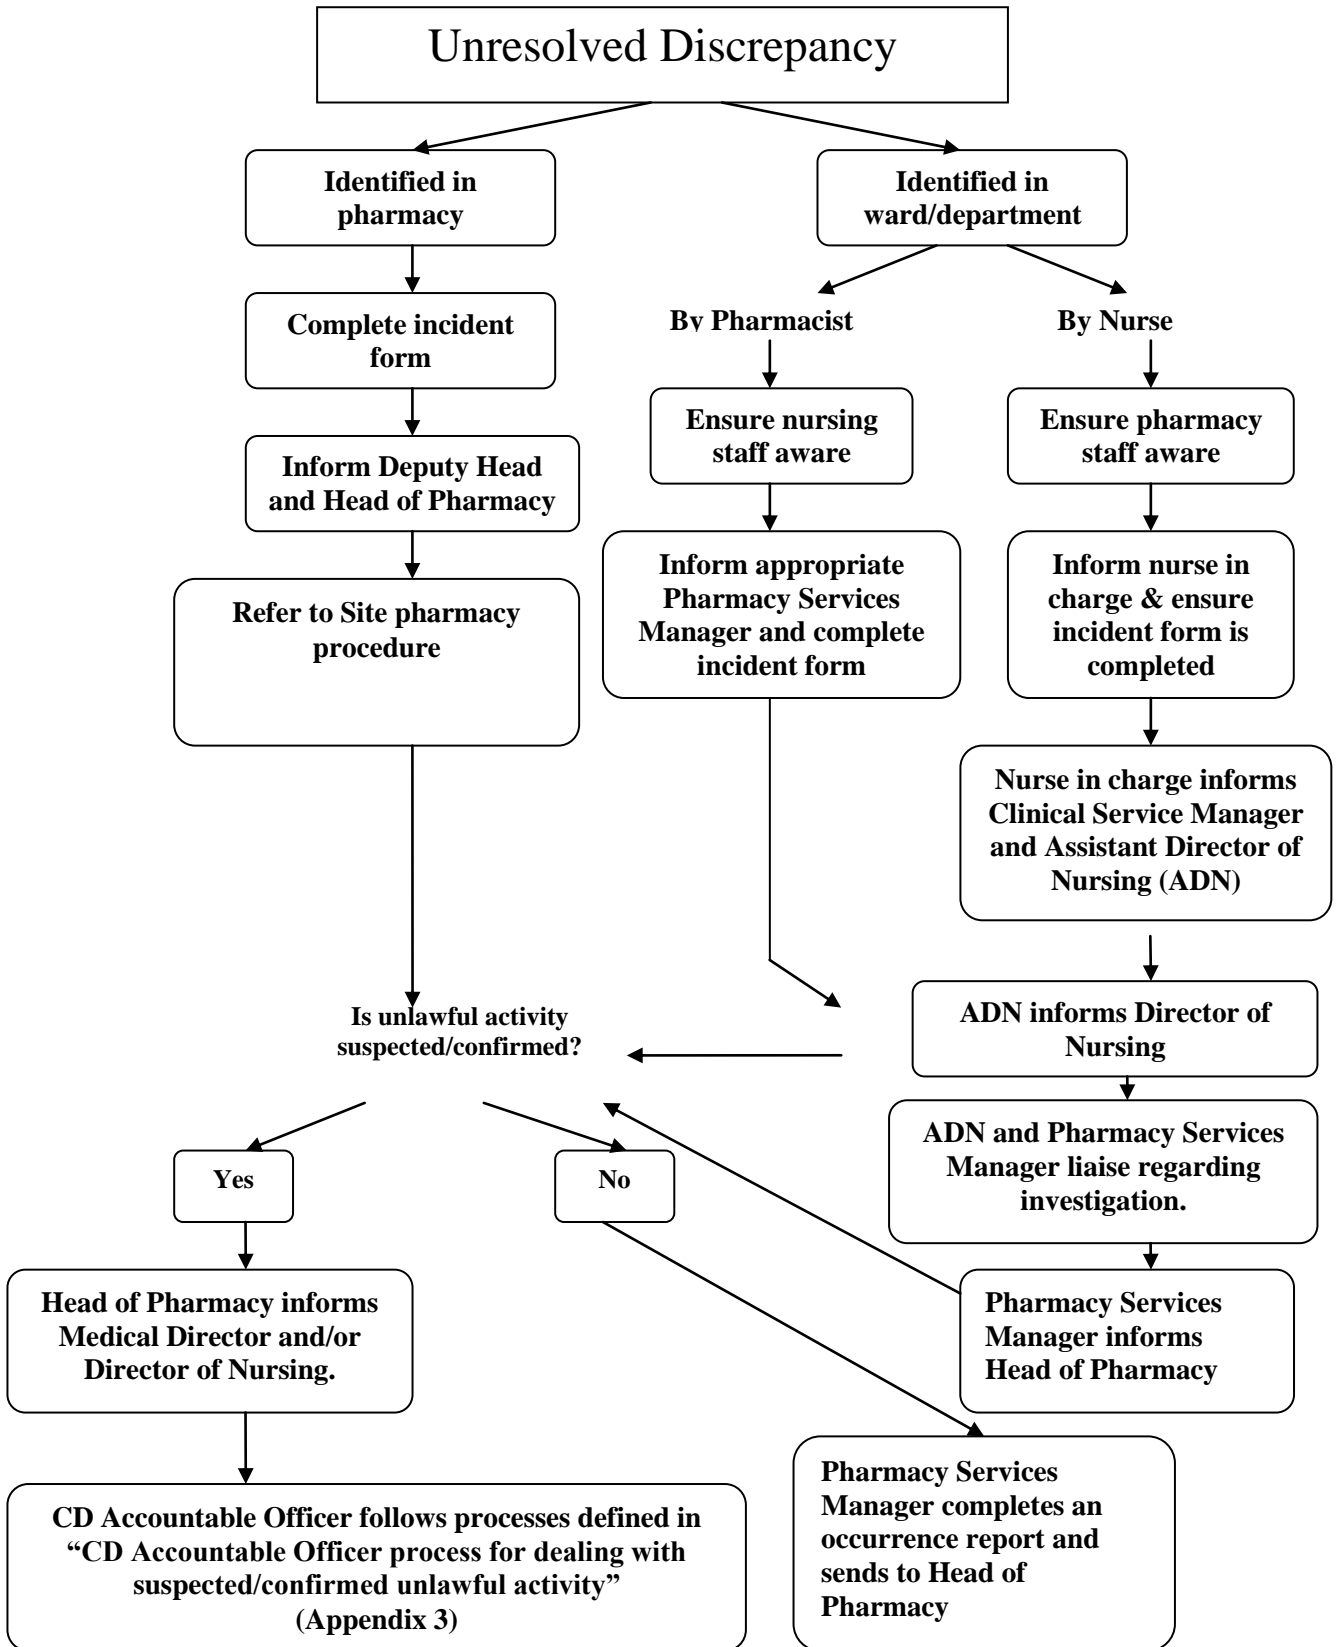 Unresolved Discrepancy
Identified in
pharmacy
Identified in
ward/department
Complete incident
form
By Pharmacist
By Nurse
Inform Deputy Head
and Head of Pharmacy
Ensure nursing
staff aware
Ensure pharmacy
staff aware
Refer to Site pharmacy
procedure
Inform appropriate
Pharmacy Services
Manager and complete
incident form
Inform nurse in
charge & ensure
incident form is
completed
Nurse in charge informs
Clinical Service Manager
and Assistant Director of
Nursing (ADN)
Is unlawful activity
suspected/confirmed?
ADN informs Director of
Nursing
ADN and Pharmacy Services
Manager liaise regarding
investigation.
Yes
No
Head of Pharmacy informs
Medical Director and/or
Director of Nursing.
Pharmacy Services
Manager informs
Head of Pharmacy
CD Accountable Officer follows processes defined in
“CD Accountable Officer process for dealing with
suspected/confirmed unlawful activity”
(Appendix 3)
Pharmacy Services
Manager completes an
occurrence report and
sends to Head of
Pharmacy